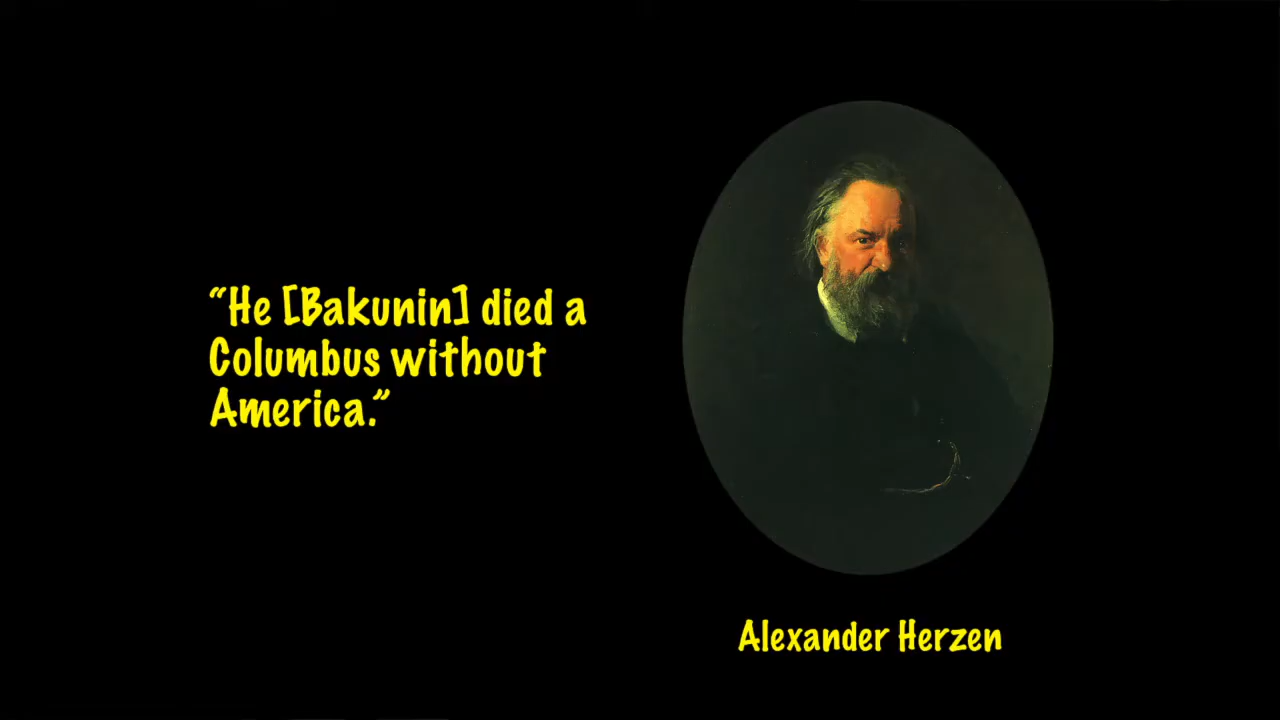 “He [Bakunin] died a
Columbus without
America.”
Alexander Herzen